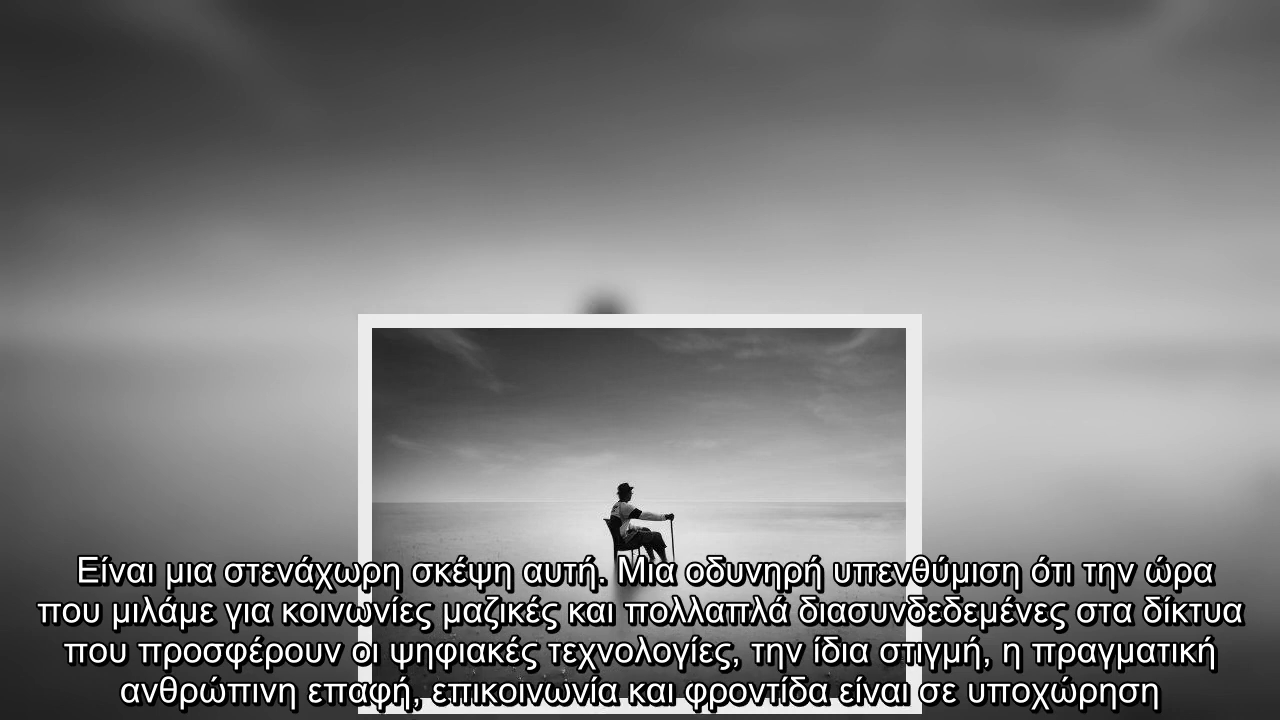 Είναι μια στενάχωρη σκέψη αυτή. Μια οδυνηρή υπενθύμιση ότι την ώρα
που μιλάμε για κοινωνίες μαζικές και πολλαπλά διασυνδεδεμένες στα δίκτυα
που προσφέρουν οι ψηφιακές τεχνολογίες, την ίδια στιγμή, η πραγματική
ανθρώπινη επαφή, επικοινωνία και φροντίδα είναι σε υποχώρηση